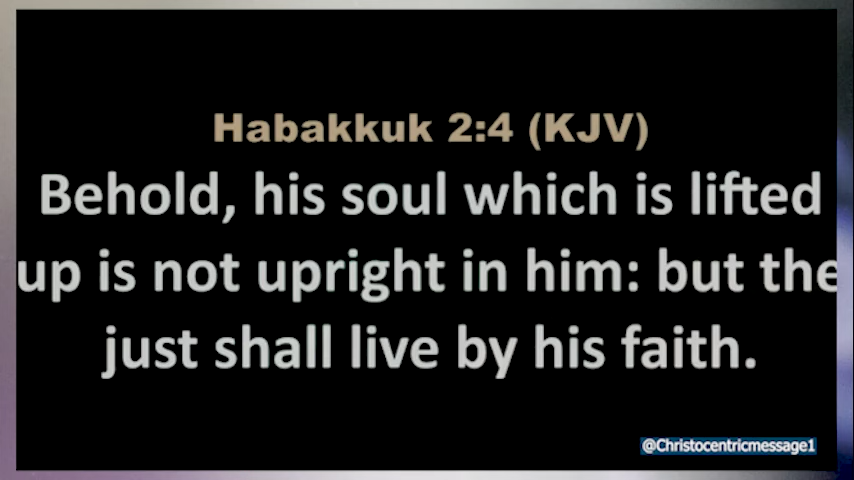 Habakkuk 2:4 (KJV)
Behold, his soul which is lifted
up is not upright in him: but the
just shall live by his faith.
@Christocentricmessage1